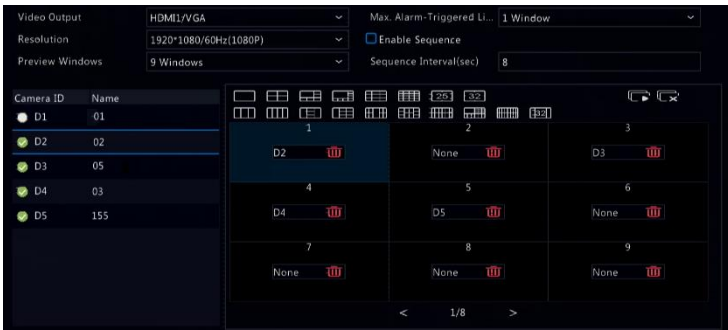 Video Output HDMI1/VGA Max. Alarm-Triggered Li... 1 Window
Resolution 1920*1080/60Hz(1080P) Enable Sequence
Preview Windows 9 Windows Sequence Interval(sec) 8
Camera ID Name
D1 01
D2 02
D3 05
D4 03
D5 155
25 32
32
1 2 3
D2 None D3
4 5 6
D4 D5 None
7 8 9
None None None
< 1/8 >